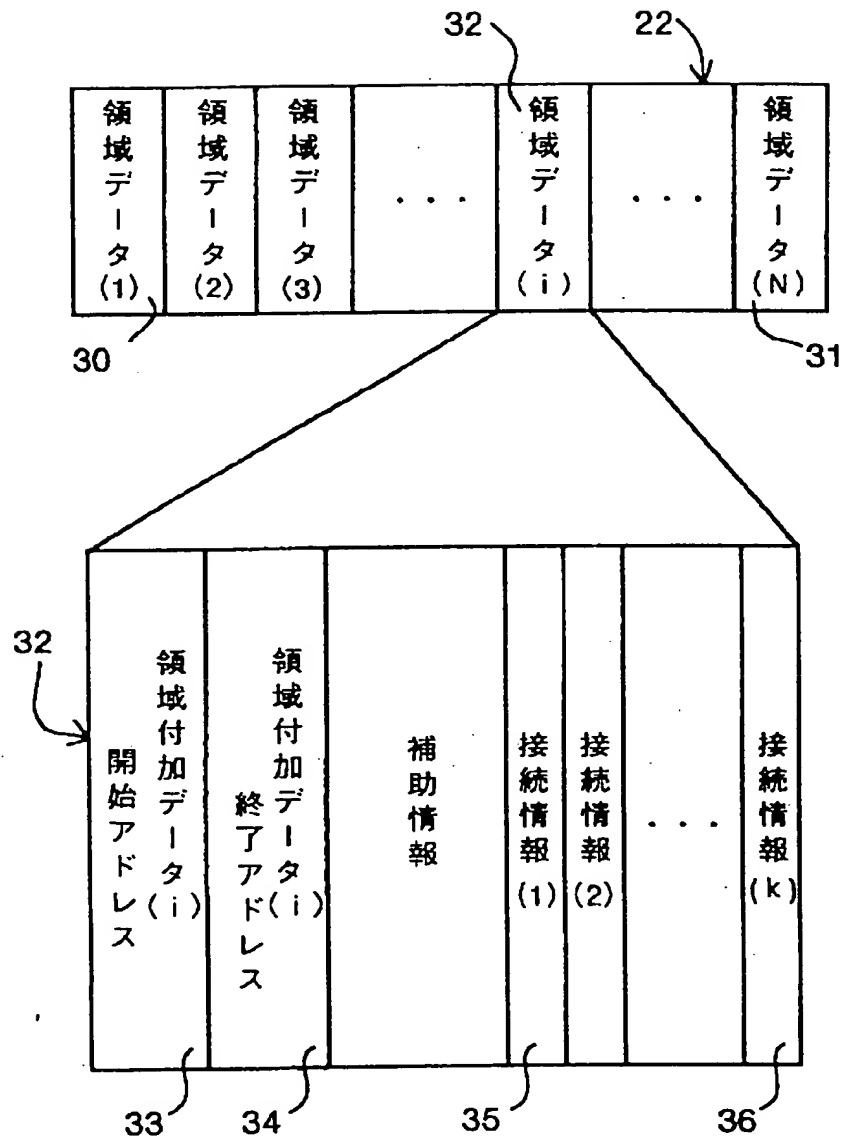 32
22
領域データ(1)
領域データ(2)
領域データ(3)
・・・
領域データ(i)
・・・
領域データ(N)
30
31
32
領域付加データ(i)
開始アドレス
領域付加データ(i)
終了アドレス
補助情報
接続情報(1)
接続情報(2)
・・・
接続情報(k)
33
34
35
36